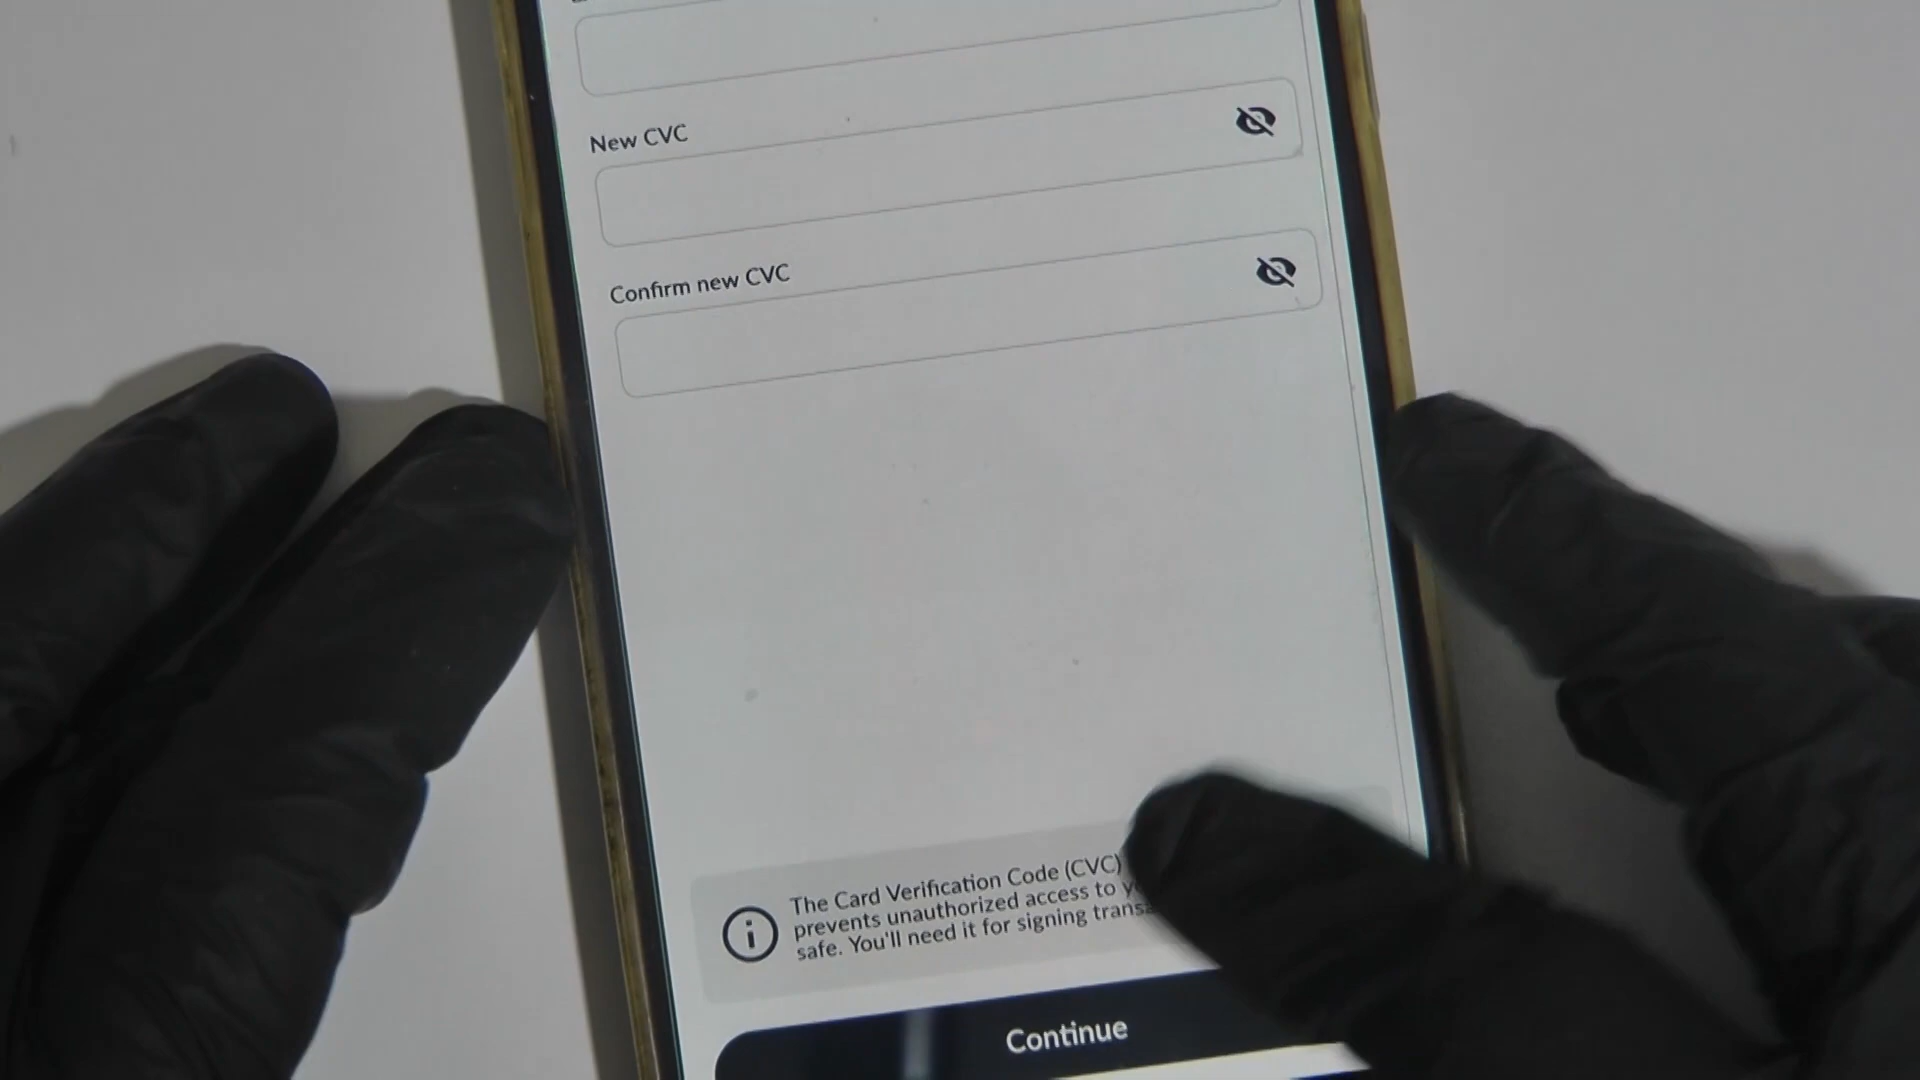 New CVC
Confirm new CVC
The Card Verification Code (CVC)
prevents unauthorized access to
safe. You'll need it for signing
Continue